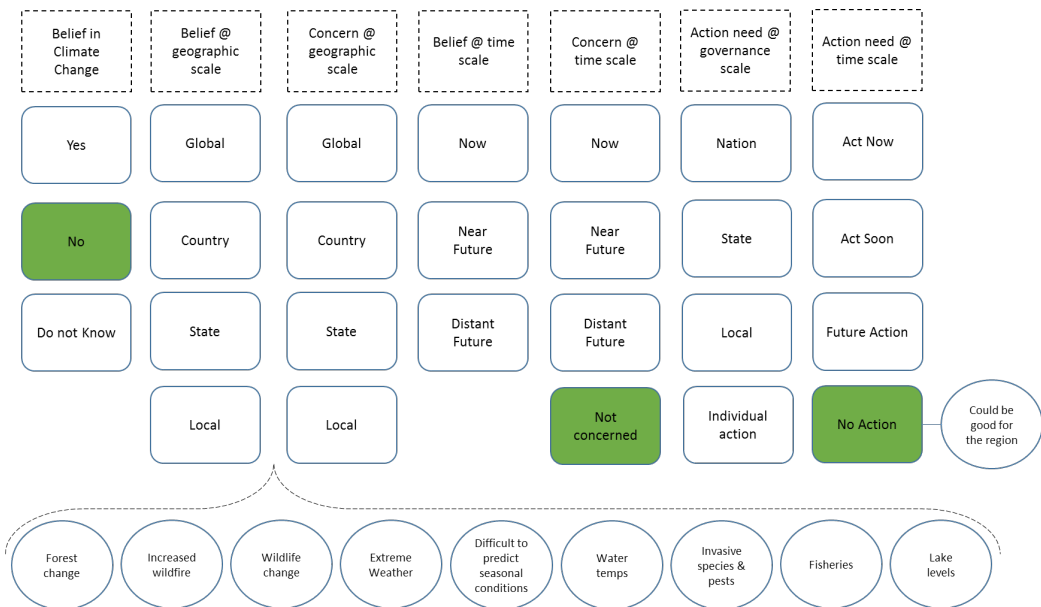 Belief in
Climate
Change
Belief @
geographic
scale
Concern @
geographic
scale
Belief @ time
scale
Concern @
time scale
Action need @
governance
scale
Action need @
time scale
Yes
Global
Global
Now
Now
Nation
Act Now
No
Country
Country
Near
Future
Near
Future
State
Act Soon
Do not Know
State
State
Distant
Future
Distant
Future
Local
Future Action
Local
Local
Not
concerned
Individual
action
No Action
Could be
good for
the region
Forest
change
Increased
wildfire
Wildlife
change
Extreme
Weather
Difficult to
predict
seasonal
conditions
Water
temps
Invasive
species &
pests
Fisheries
Lake
levels